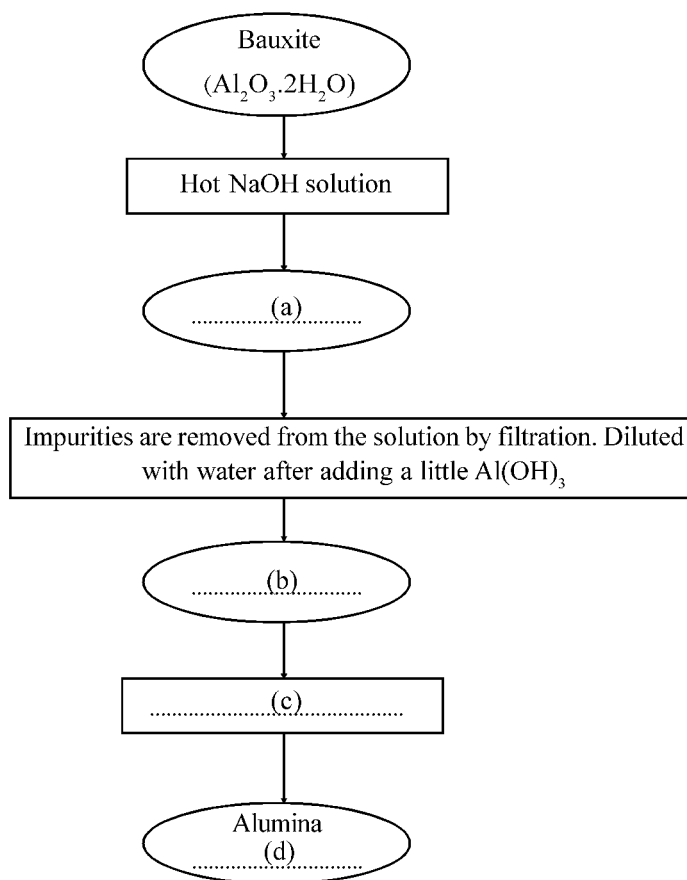 Bauxite
(Al₂O₃.2H₂O)
Hot NaOH solution
(a)
Impurities are removed from the solution by filtration. Diluted
with water after adding a little Al(OH)₃
(b)
(c)
Alumina
(d)